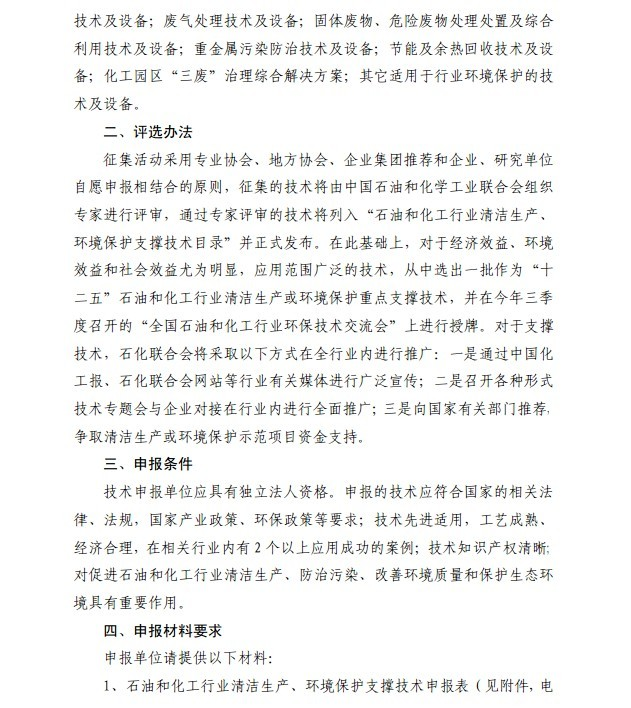 技术及设备；废气处理技术及设备；固体废物、危险废物处理处置及综合
利用技术及设备；重金属污染防治技术及设备；节能及余热回收技术及设
备；化工园区“三废”治理综合解决方案；其它适用于行业环境保护的技
术及设备。
二、评选办法
征集活动采用专业协会、地方协会、企业集团推荐和企业、研究单位
自愿申报相结合的原则，征集的技术将由中国石油和化学工业联合会组织
专家进行评审，通过专家评审的技术将列入“石油和化工行业清洁生产、
环境保护支撑技术目录”并正式发布。在此基础上，对于经济效益、环境
效益和社会效益尤为明显，应用范围广泛的技术，从中选出一批作为“十
二五”石油和化工行业清洁生产或环境保护重点支撑技术，并在今年三季
度召开的“全国石油和化工行业环保技术交流会”上进行授牌。对于支撑
技术，石化联合会将采取以下方式在全行业内进行推广：一是通过中国化
工报、石化联合会网站等行业有关媒体进行广泛宣传；二是召开各种形式
技术专题会与企业对接在行业内进行全面推广；三是向国家有关部门推荐，
争取清洁生产或环境保护示范项目资金支持。
三、申报条件
技术申报单位应具有独立法人资格。申报的技术应符合国家的相关法
律、法规，国家产业政策、环保政策等要求；技术先进适用，工艺成熟、
经济合理，在相关行业内有2个以上应用成功的案例；技术知识产权清晰；
对促进石油和化工行业清洁生产、防治污染、改善环境质量和保护生态环
境具有重要作用。
四、申报材料要求
申报单位请提供以下材料：
1、石油和化工行业清洁生产、环境保护支撑技术申报表（见附件，电